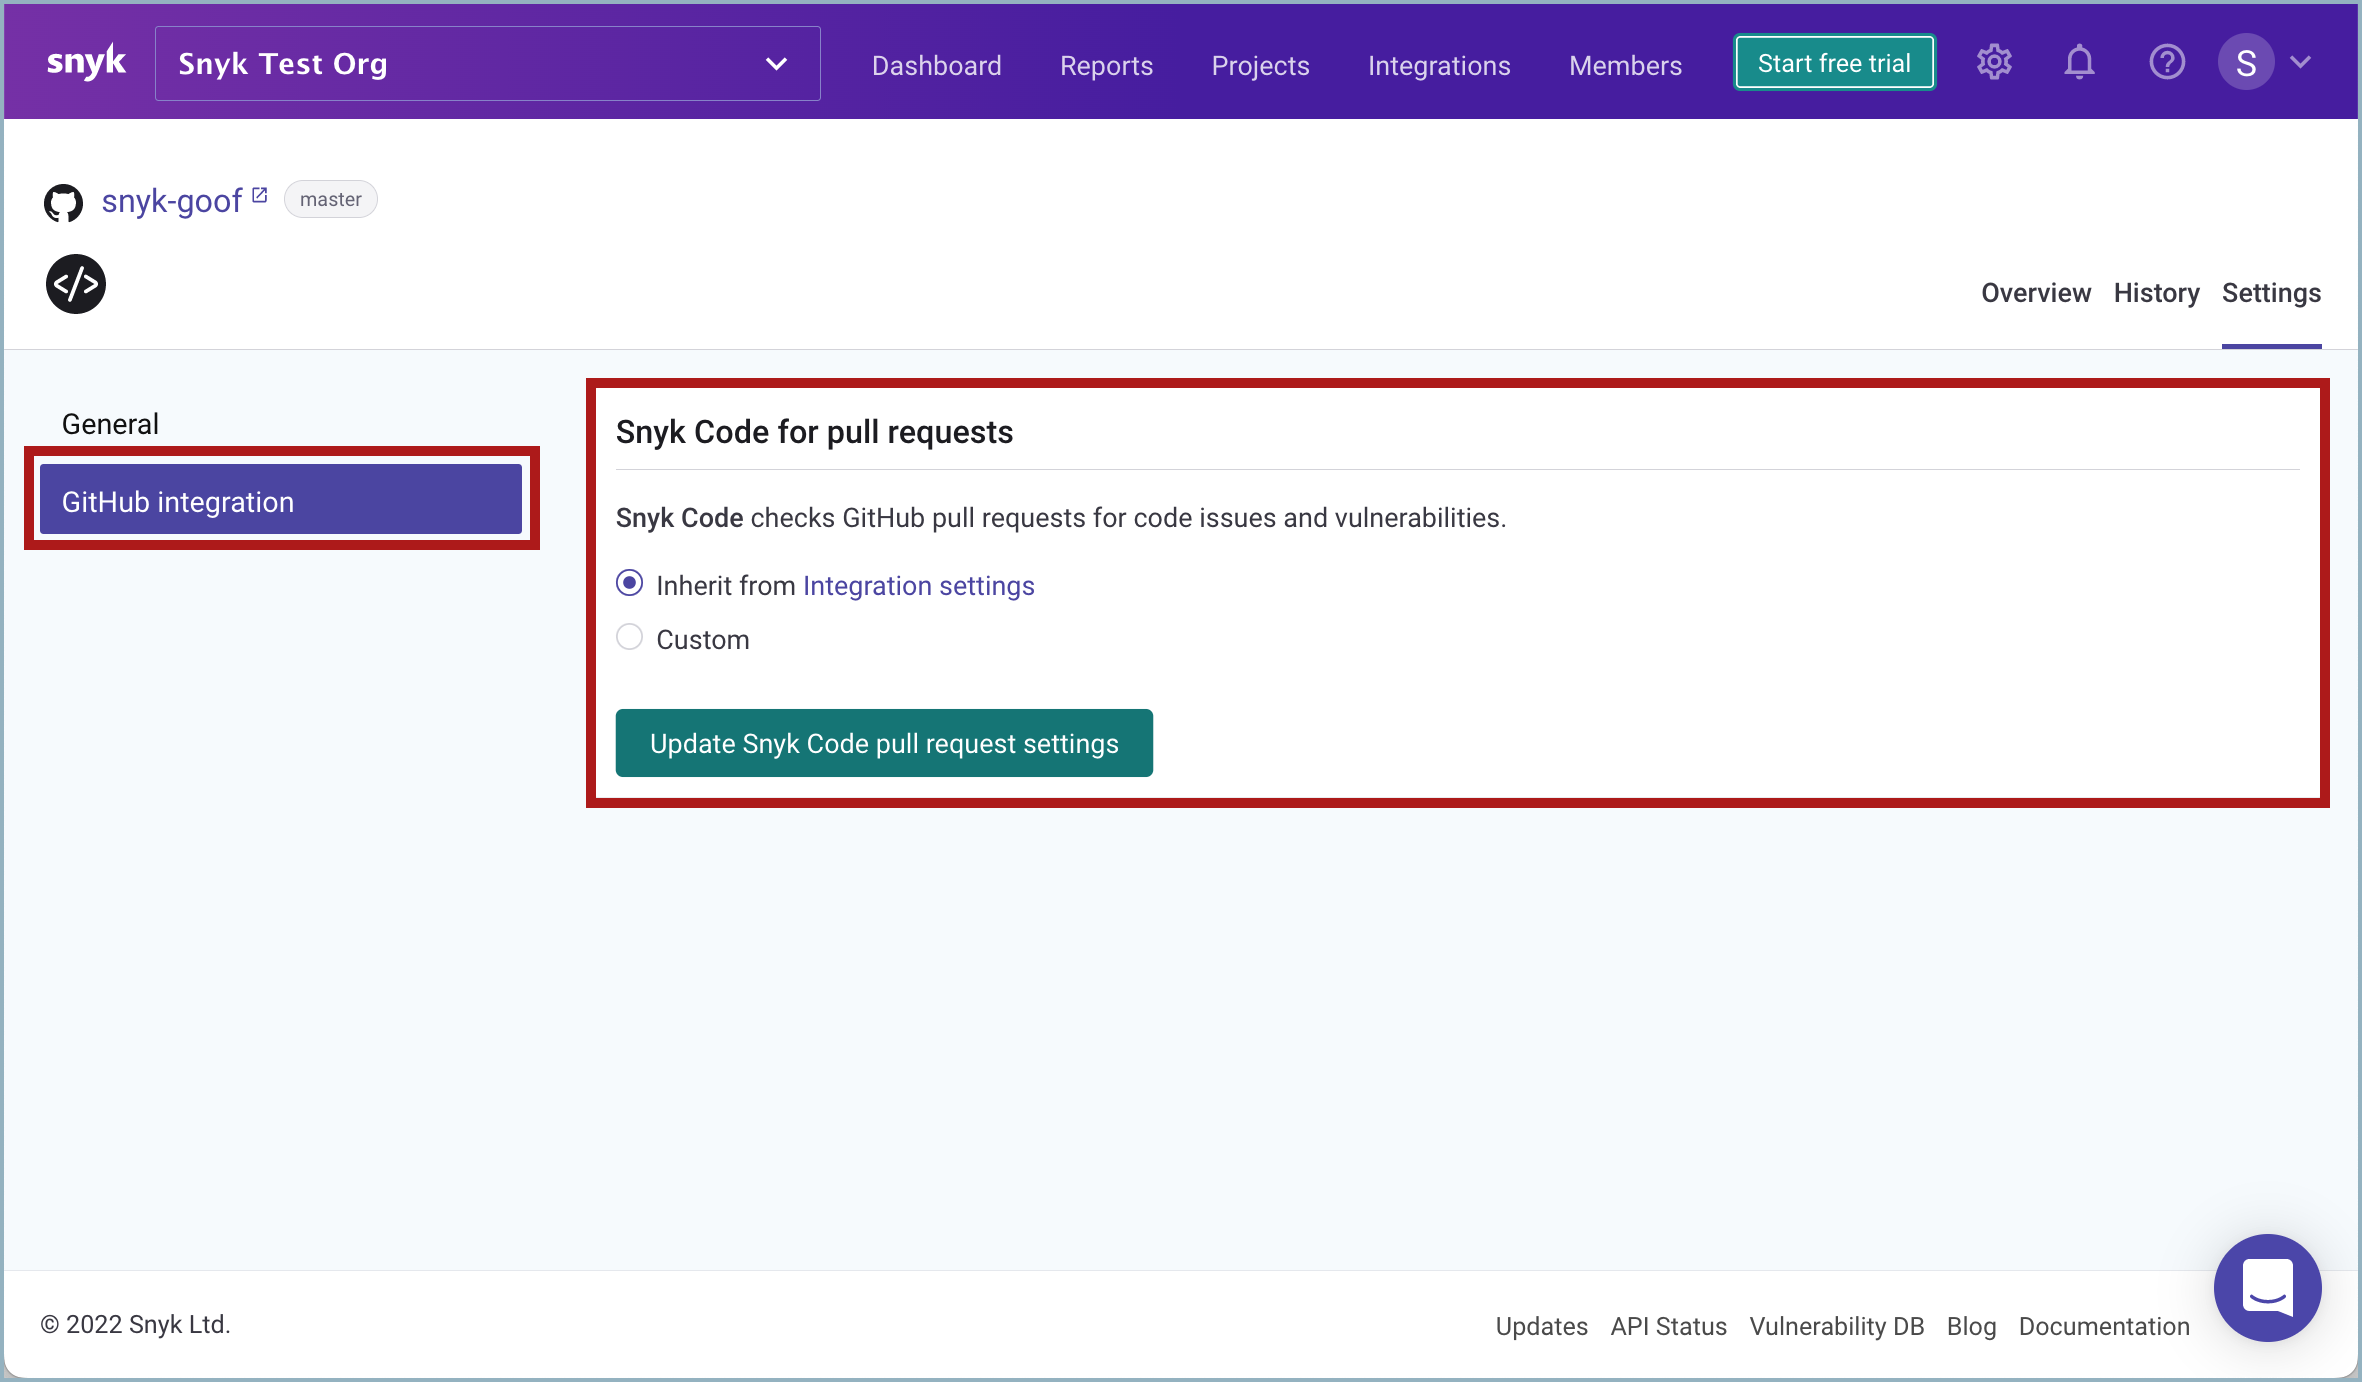 snyk
Snyk Test Org
Dashboard Reports Projects Integrations Members Start free trial ? S
snyk-goof master
</>
Overview History Settings
General
GitHub integration
Snyk Code for pull requests
Snyk Code checks GitHub pull requests for code issues and vulnerabilities.
Inherit from Integration settings
Custom
Update Snyk Code pull request settings
© 2022 Snyk Ltd.
Updates API Status Vulnerability DB Blog Documentation